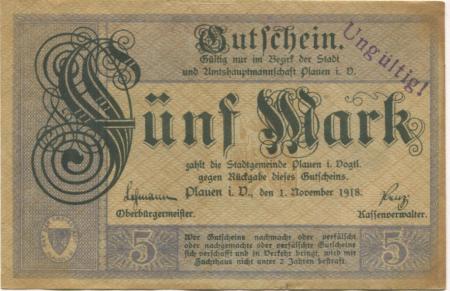 Gutschein.
Gültig nur im Bezirk der Stadt
und Amtshauptmannschaft Plauen i. V.
Ungültig!
Fünf Mark
zahlt die Stadtgemeinde Plauen i. Vogtl.
gegen Rückgabe dieses Gutscheins.
Plauen i. V., den 1. November 1918.
Lehmann
Oberbürgermeister.
Kassenverwalter.
5
Wer Gutscheine nachmacht oder verfälscht
oder nachgemachte oder verfälschte Gutscheine
sich verschafft und in Verkehr bringt, wird mit
Zuchthaus nicht unter 2 Jahren bestraft.
5